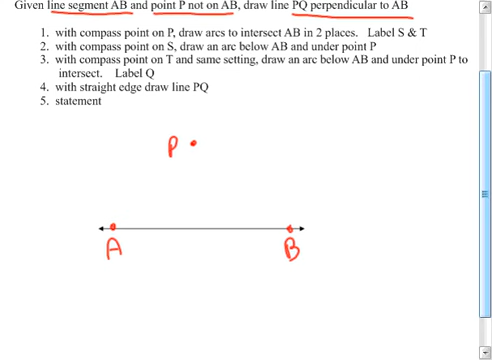 Given line segment AB and point P not on AB, draw line PQ perpendicular to AB
1. with compass point on P, draw arcs to intersect AB in 2 places. Label S & T
2. with compass point on S, draw an arc below AB and under point P
3. with compass point on T and same setting, draw an arc below AB and under point P to
intersect. Label Q
4. with straight edge draw line PQ
5. statement
P
A
B